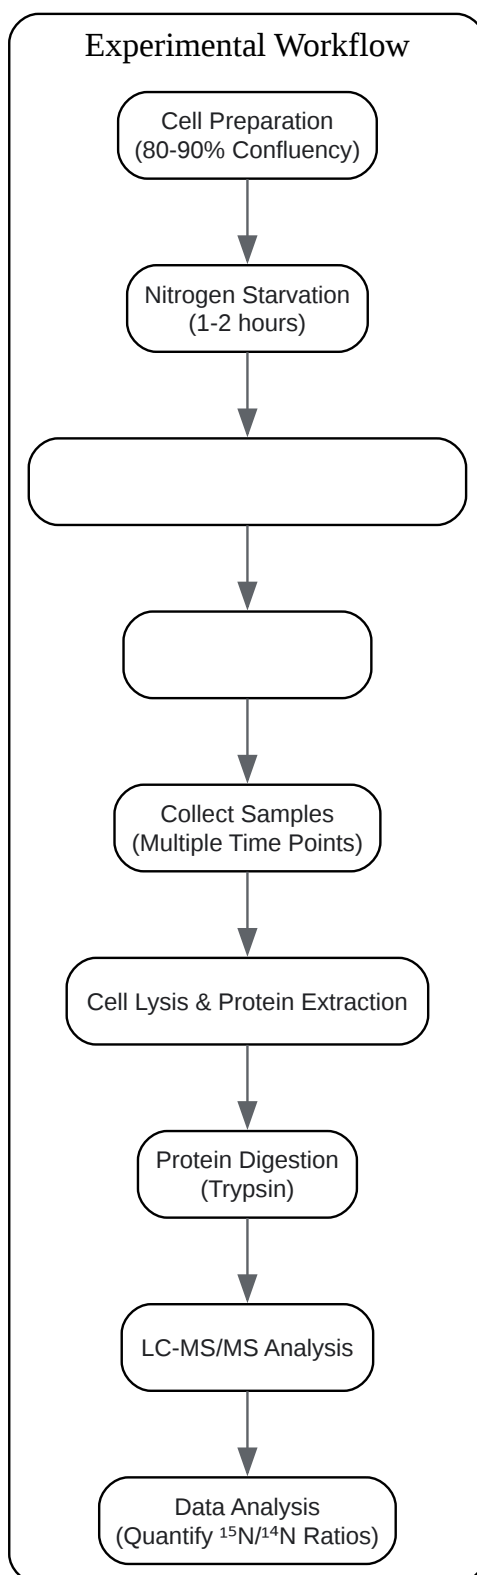 Experimental Workflow
Cell Preparation
(80-90% Confluency)
Nitrogen Starvation
(1-2 hours)
Collect Samples
(Multiple Time Points)
Cell Lysis & Protein Extraction
Protein Digestion
(Trypsin)
LC-MS/MS Analysis
Data Analysis
(Quantify ¹⁵N/¹⁴N Ratios)